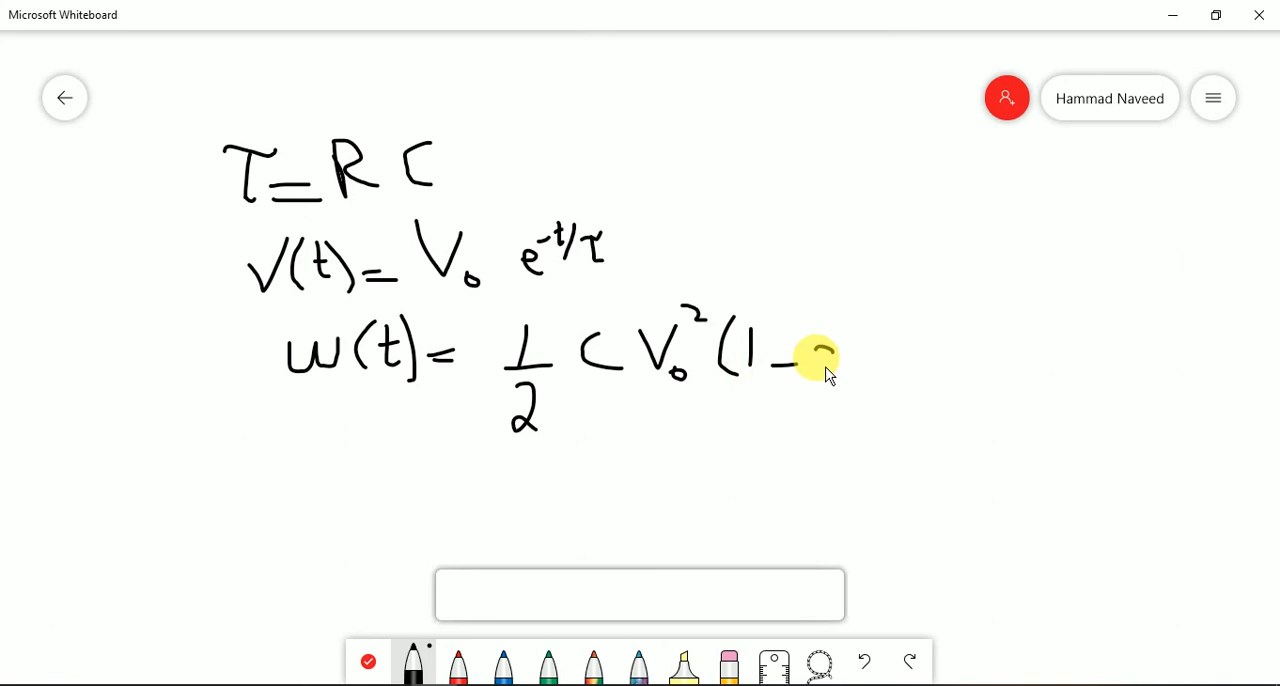 Microsoft Whiteboard
Hammad Naveed
τ = R C
v(t) = V₀ e^(-t/τ)
w(t) = 1/2 C V₀² (1 -